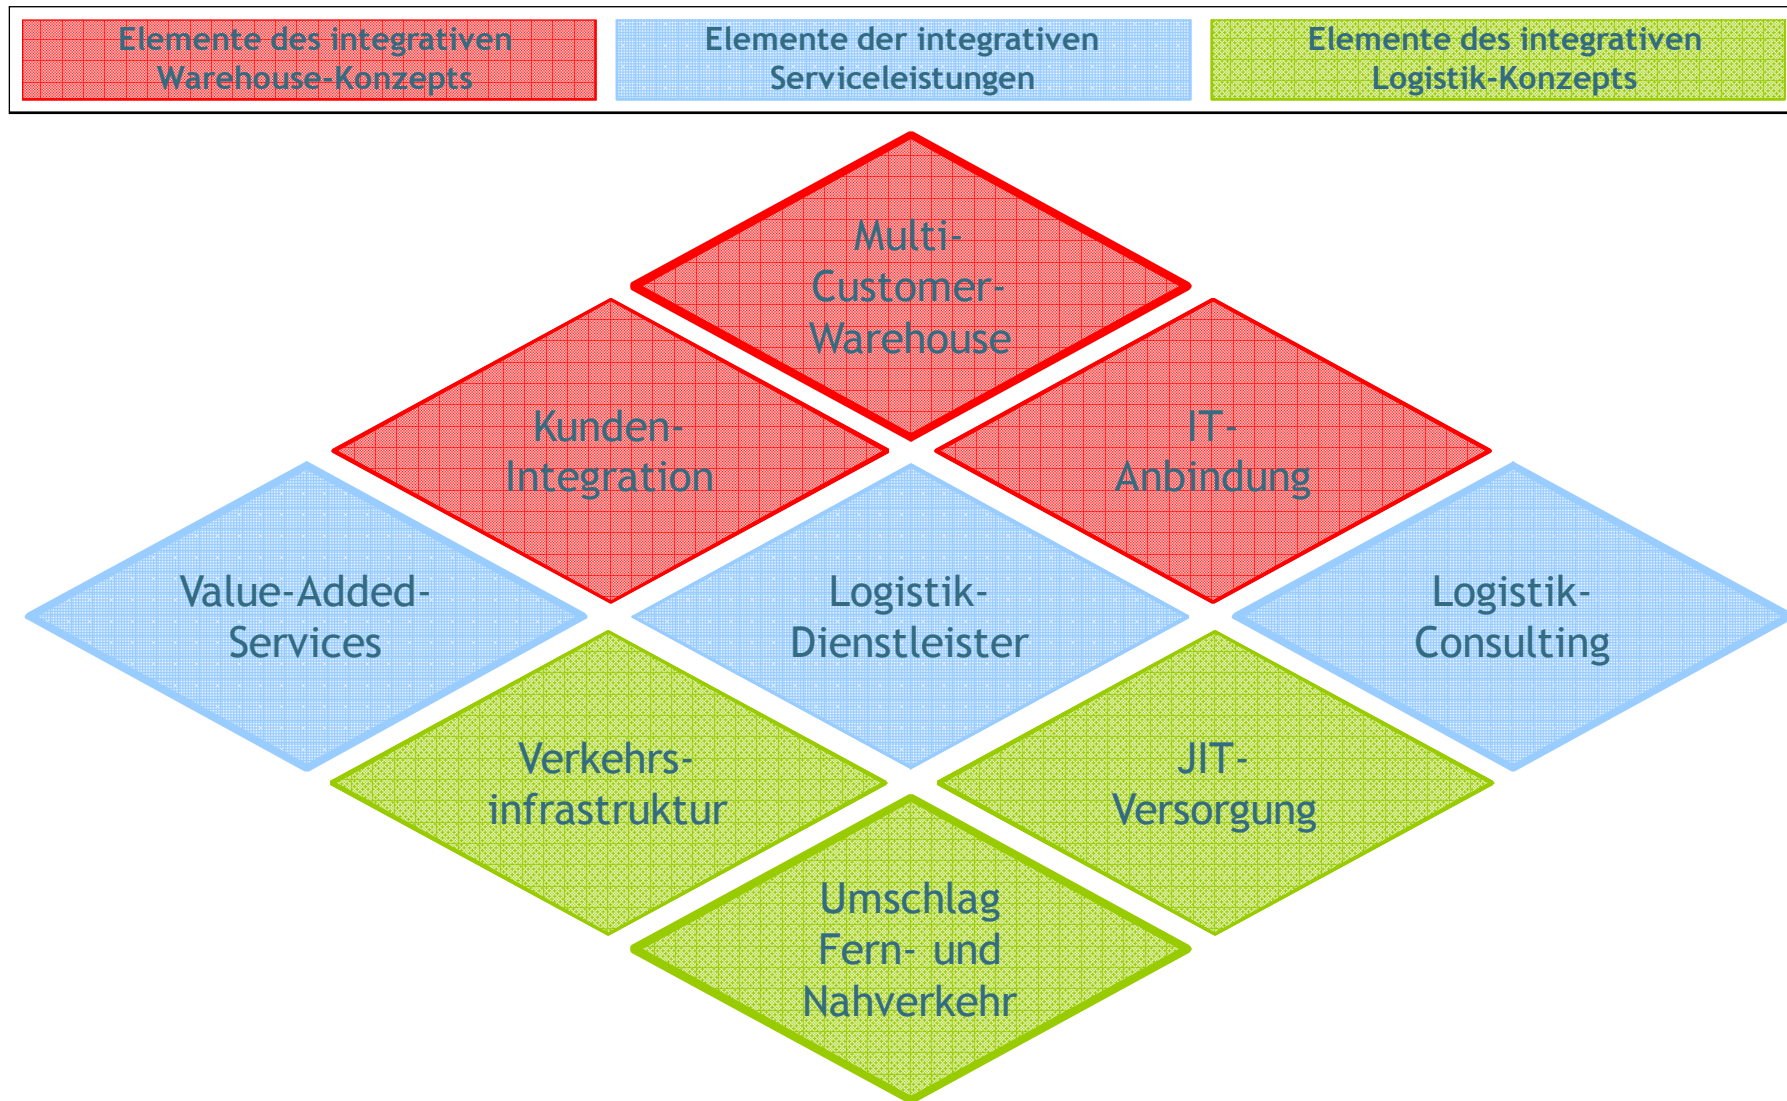 Elemente des integrativen
Warehouse-Konzepts
Elemente der integrativen
Serviceleistungen
Elemente des integrativen
Logistik-Konzepts
Multi-
Customer-
Warehouse
Kunden-
Integration
IT-
Anbindung
Value-Added-
Services
Logistik-
Dienstleister
Logistik-
Consulting
Verkehrs-
infrastruktur
JIT-
Versorgung
Umschlag
Fern- und
Nahverkehr